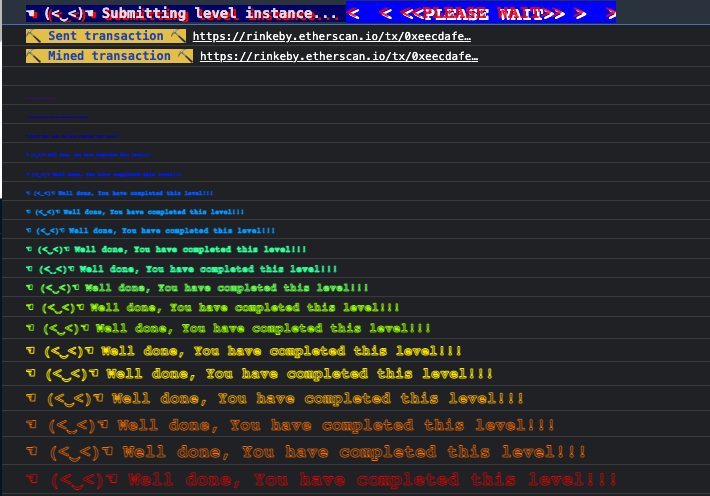 ☜ (<‿<)☜ Submitting level instance... < < <<PLEASE WAIT>> > >
⛏ Sent transaction ⛏ https://rinkeby.etherscan.io/tx/0xeecdafe…
⛏ Mined transaction ⛏ https://rinkeby.etherscan.io/tx/0xeecdafe…
☜ (<‿<)☜ Well done, You have completed this level!!!
☜ (<‿<)☜ Well done, You have completed this level!!!
☜ (<‿<)☜ Well done, You have completed this level!!!
☜ (<‿<)☜ Well done, You have completed this level!!!
☜ (<‿<)☜ Well done, You have completed this level!!!
☜ (<‿<)☜ Well done, You have completed this level!!!
☜ (<‿<)☜ Well done, You have completed this level!!!
☜ (<‿<)☜ Well done, You have completed this level!!!
☜ (<‿<)☜ Well done, You have completed this level!!!
☜ (<‿<)☜ Well done, You have completed this level!!!
☜ (<‿<)☜ Well done, You have completed this level!!!
☜ (<‿<)☜ Well done, You have completed this level!!!
☜ (<‿<)☜ Well done, You have completed this level!!!
☜ (<‿<)☜ Well done, You have completed this level!!!